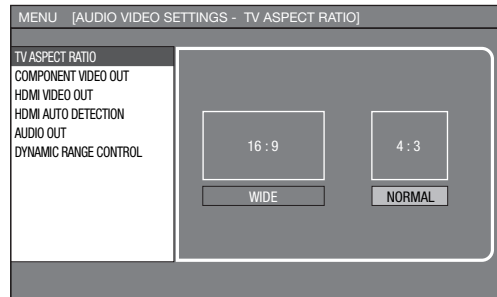 MENU [AUDIO VIDEO SETTINGS - TV ASPECT RATIO]
TV ASPECT RATIO
COMPONENT VIDEO OUT
HDMI VIDEO OUT
HDMI AUTO DETECTION
AUDIO OUT
DYNAMIC RANGE CONTROL
16 : 9
4 : 3
WIDE
NORMAL